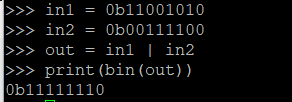 >>> in1 = 0b11001010
>>> in2 = 0b00111100
>>> out = in1 | in2
>>> print(bin(out))
0b11111110